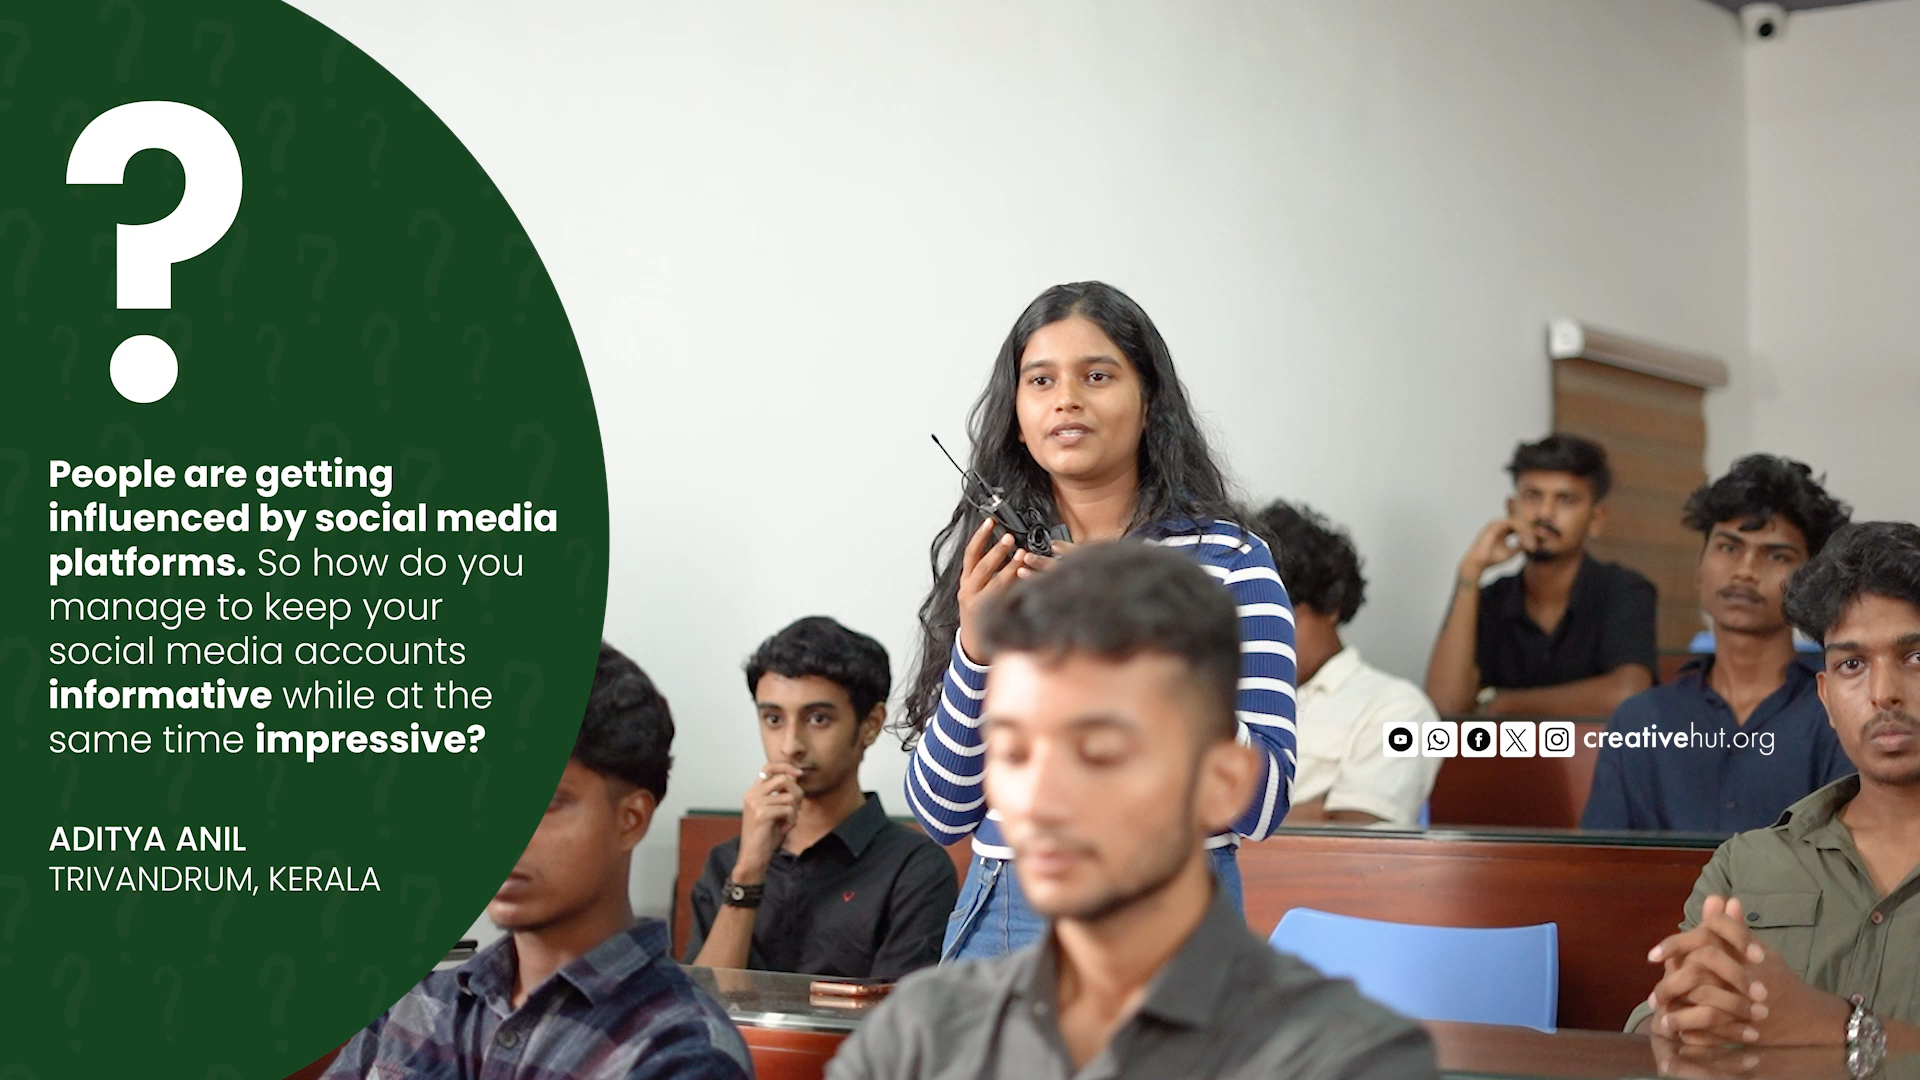 ?
People are getting
influenced by social media
platforms. So how do you
manage to keep your
social media accounts
informative while at the
same time impressive?
ADITYA ANIL
TRIVANDRUM, KERALA
creativehut.org